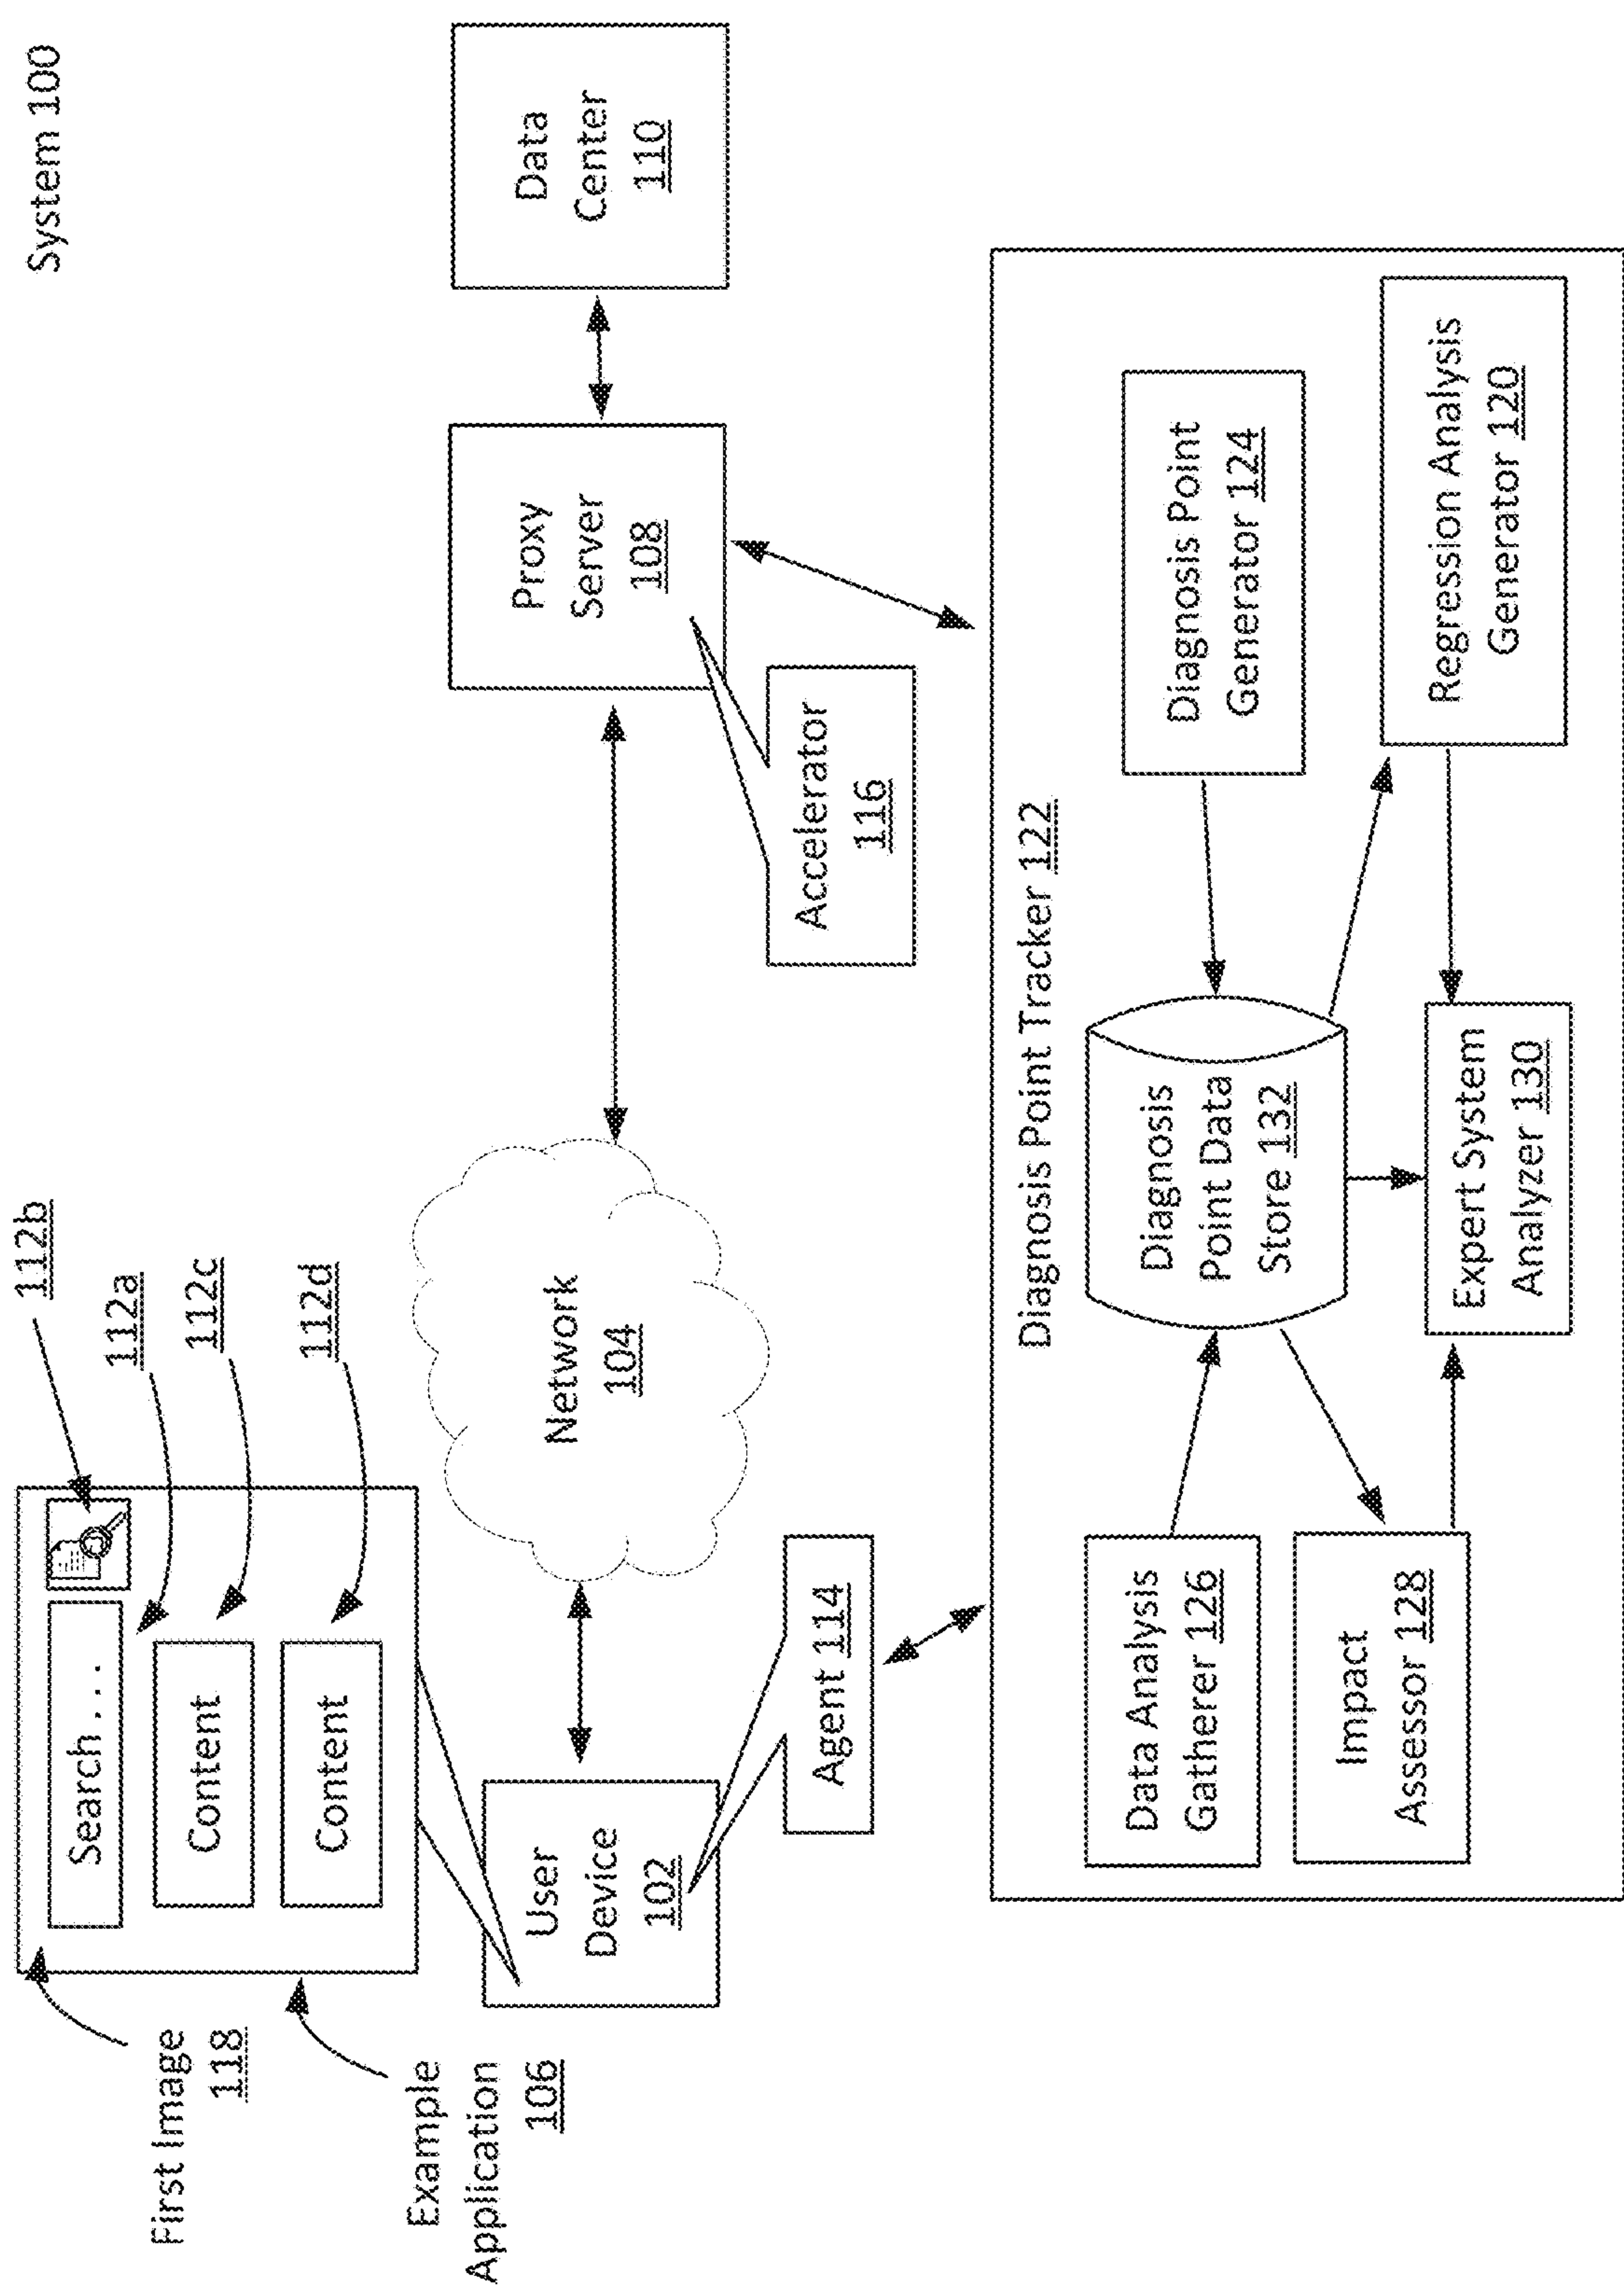 System 100
First Image
118
Example
Application
106
Search . . .
Content
Content
112b
112a
112c
112d
User
Device
102
Network
104
Proxy
Server
108
Data
Center
110
Agent 114
Accelerator
116
Diagnosis Point Tracker 122
Data Analysis
Gatherer 126
Impact
Assessor 128
Diagnosis
Point Data
Store 132
Expert System
Analyzer 130
Diagnosis Point
Generator 124
Regression Analysis
Generator 120